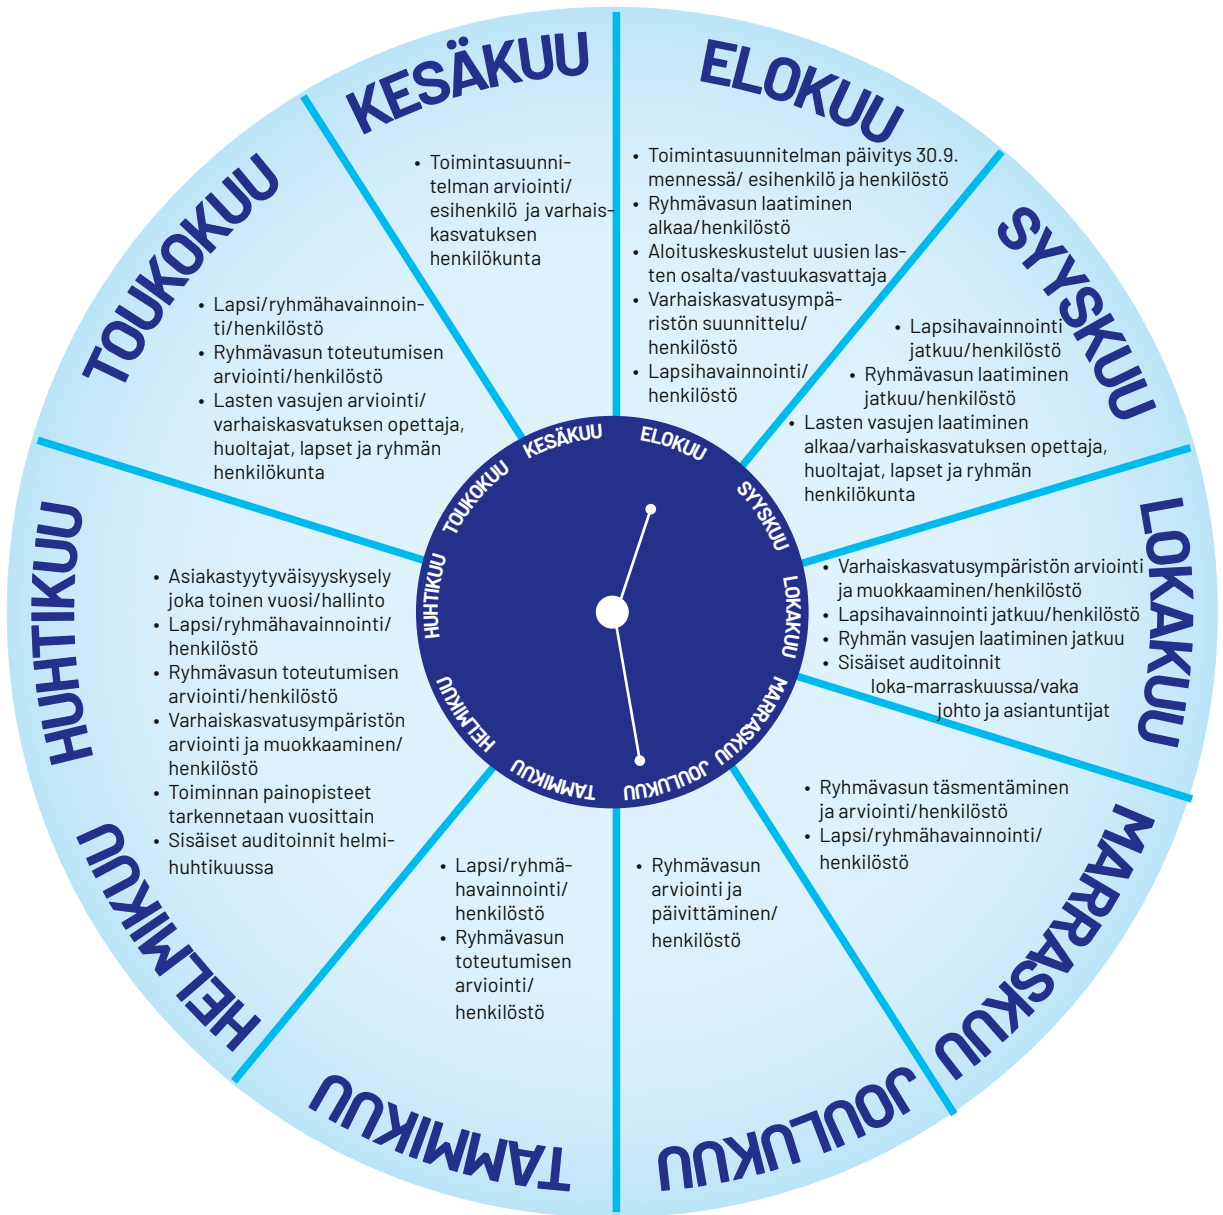 KESÄKUU
• Toimintasuunni-
telman arviointi/
esihenkilö ja varhais-
kasvatuksen
henkilökunta
ELOKUU
• Toimintasuunnitelman päivitys 30.9.
mennessä/ esihenkilö ja henkilöstö
• Ryhmävasun laatiminen
alkaa/henkilöstö
• Aloituskeskustelut uusien las-
ten osalta/vastuukasvattaja
• Varhaiskasvatusympä-
ristön suunnittelu/
henkilöstö
• Lapsihavainnointi/
henkilöstö
SYYSKUU
• Lapsihavainnointi
jatkuu/henkilöstö
• Ryhmävasun laatiminen
jatkuu/henkilöstö
• Lasten vasujen laatiminen
alkaa/varhaiskasvatuksen opettaja,
huoltajat, lapset ja ryhmän
henkilökunta
LOKAKUU
• Varhaiskasvatusympäristön arviointi
ja muokkaaminen/henkilöstö
• Lapsihavainnointi jatkuu/henkilöstö
• Ryhmän vasujen laatiminen jatkuu
• Sisäiset auditoinnit
loka-marraskuussa/vaka
johto ja asiantuntijat
MARRASKUU
• Ryhmävasun täsmentäminen
ja arviointi/henkilöstö
• Lapsi/ryhmähavainnointi/
henkilöstö
JOULUKUU
• Ryhmävasun
arviointi ja
päivittäminen/
henkilöstö
TAMMIKUU
• Lapsi/ryhmä-
havainnointi/
henkilöstö
• Ryhmävasun
toteutumisen
arviointi/
henkilöstö
HELMIKUU
HUHTIKUU
• Asiakastyytyväisyyskysely
joka toinen vuosi/hallinto
• Lapsi/ryhmähavainnointi/
henkilöstö
• Ryhmävasun toteutumisen
arviointi/henkilöstö
• Varhaiskasvatusympäristön
arviointi ja muokkaaminen/
henkilöstö
• Toiminnan painopisteet
tarkennetaan vuosittain
• Sisäiset auditoinnit helmi-
huhtikuussa
TOUKOKUU
• Lapsi/ryhmähavainnoin-
ti/henkilöstö
• Ryhmävasun toteutumisen
arviointi/henkilöstö
• Lasten vasujen arviointi/
varhaiskasvatuksen opettaja,
huoltajat, lapset ja ryhmän
henkilökunta
KESÄKUU
ELOKUU
SYYSKUU
LOKAKUU
MARRASKUU
JOULUKUU
TAMMIKUU
HELMIKUU
HUHTIKUU
TOUKOKUU